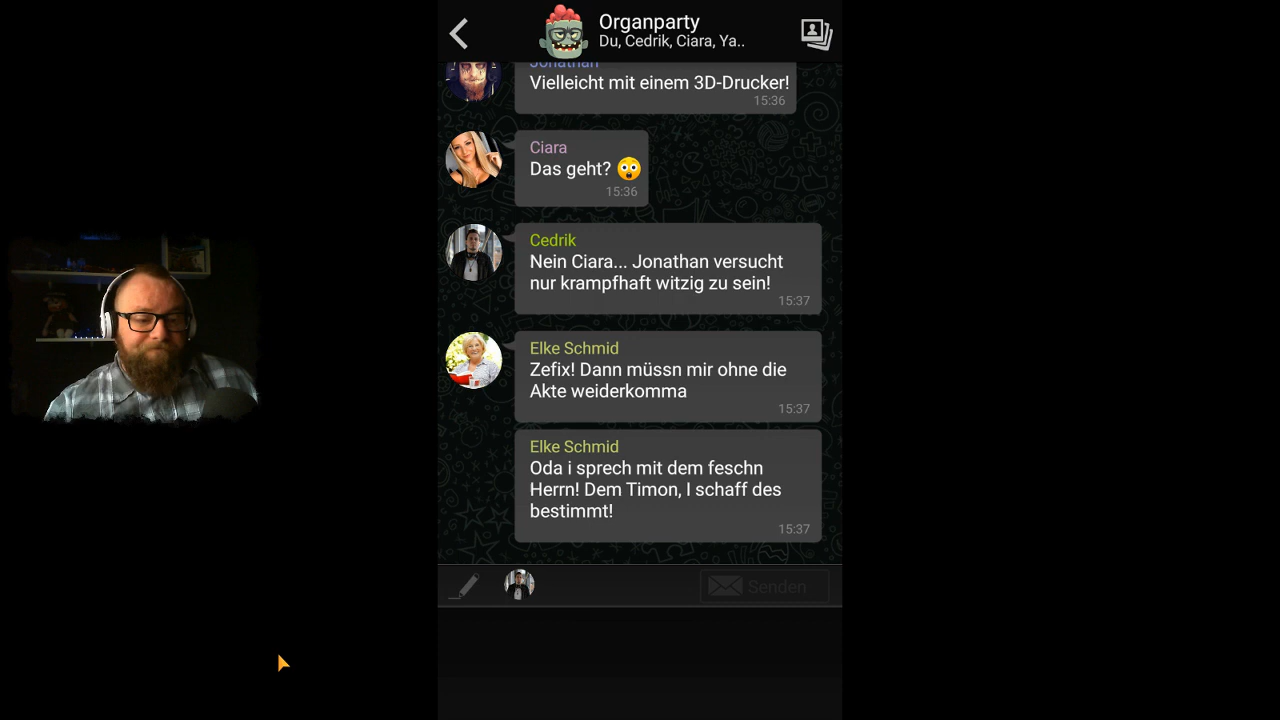 Organparty
Du, Cedrik, Ciara, Ya..
Jonathan
Vielleicht mit einem 3D-Drucker!
15:36
Ciara
Das geht? 😲
15:36
Cedrik
Nein Ciara... Jonathan versucht
nur krampfhaft witzig zu sein!
15:37
Elke Schmid
Zefix! Dann müssn mir ohne die
Akte weiderkomma
15:37
Elke Schmid
Oda i sprech mit dem feschn
Herrn! Dem Timon, I schaff des
bestimmt!
15:37
Senden